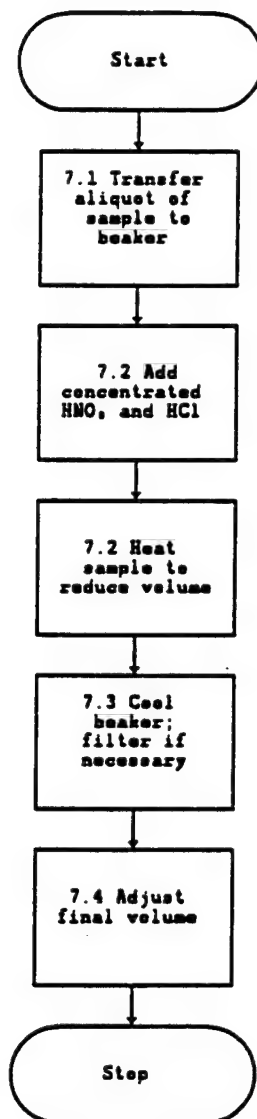 Start
7.1 Transfer
aliquot of
sample to
beaker
7.2 Add
concentrated
HNO₃ and HCl
7.2 Heat
sample to
reduce volume
7.3 Cool
beaker;
filter if
necessary
7.4 Adjust
final volume
Stop